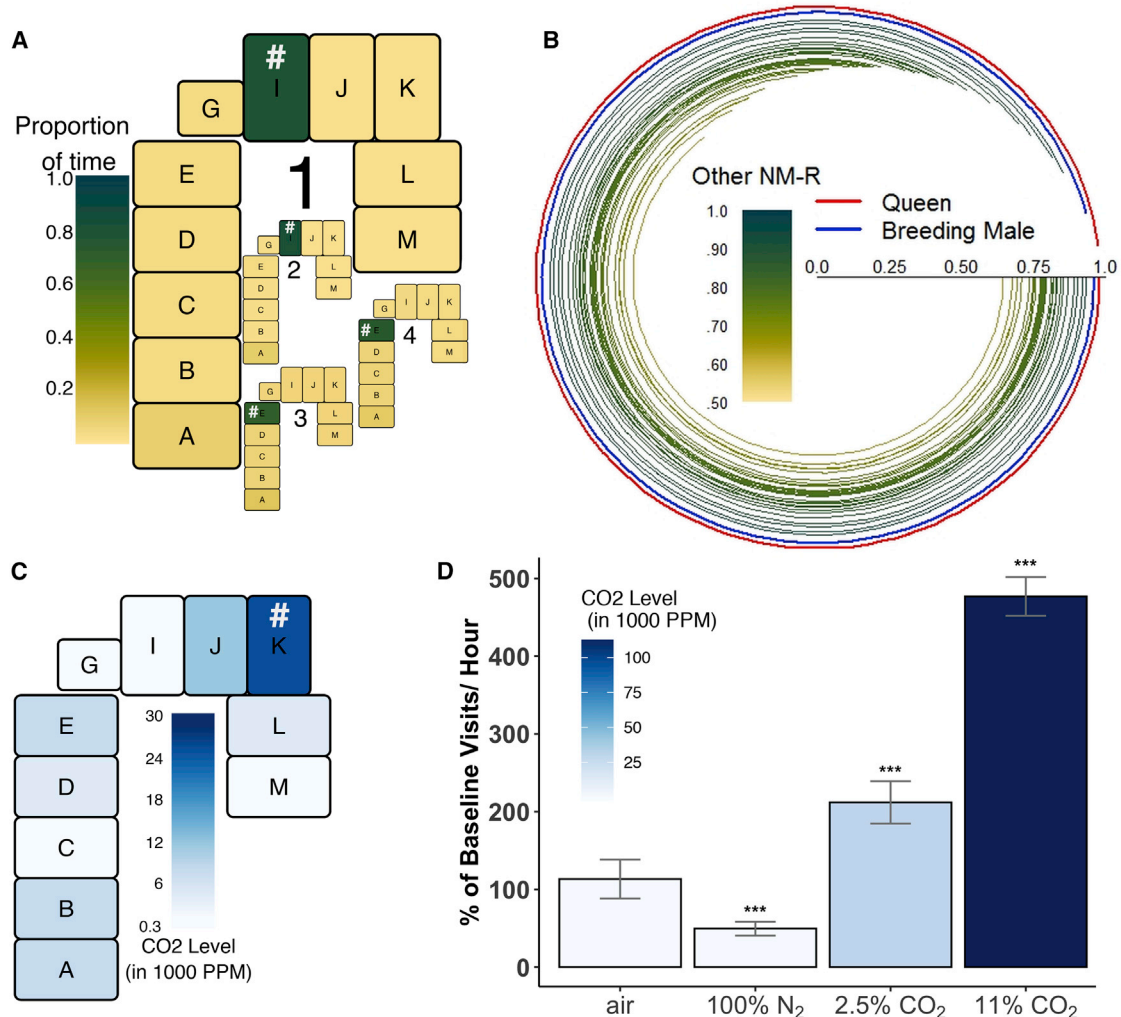 A
Proportion
of time
1.0
0.8
0.6
0.4
0.2
#
G
I
J
K
E
L
D
M
C
B
A
1
#
G
J
K
E
L
D
M
C
B
A
2
G
I
J
K
#
E
L
D
M
C
B
A
3
G
I
J
K
#
E
L
D
M
C
B
A
4
B
Other NM-R
1.0
.90
.80
.70
.60
.50
Queen
Breeding Male
0.0 0.25 0.50 0.75 1.0
C
#
G
I
J
K
E
L
D
M
C
B
A
30
24
18
12
6
0.3
CO2 Level
(in 1000 PPM)
D
% of Baseline Visits/ Hour
500
400
300
200
100
0
CO2 Level
(in 1000 PPM)
100
75
50
25
***
***
***
air 100% N₂ 2.5% CO₂ 11% CO₂